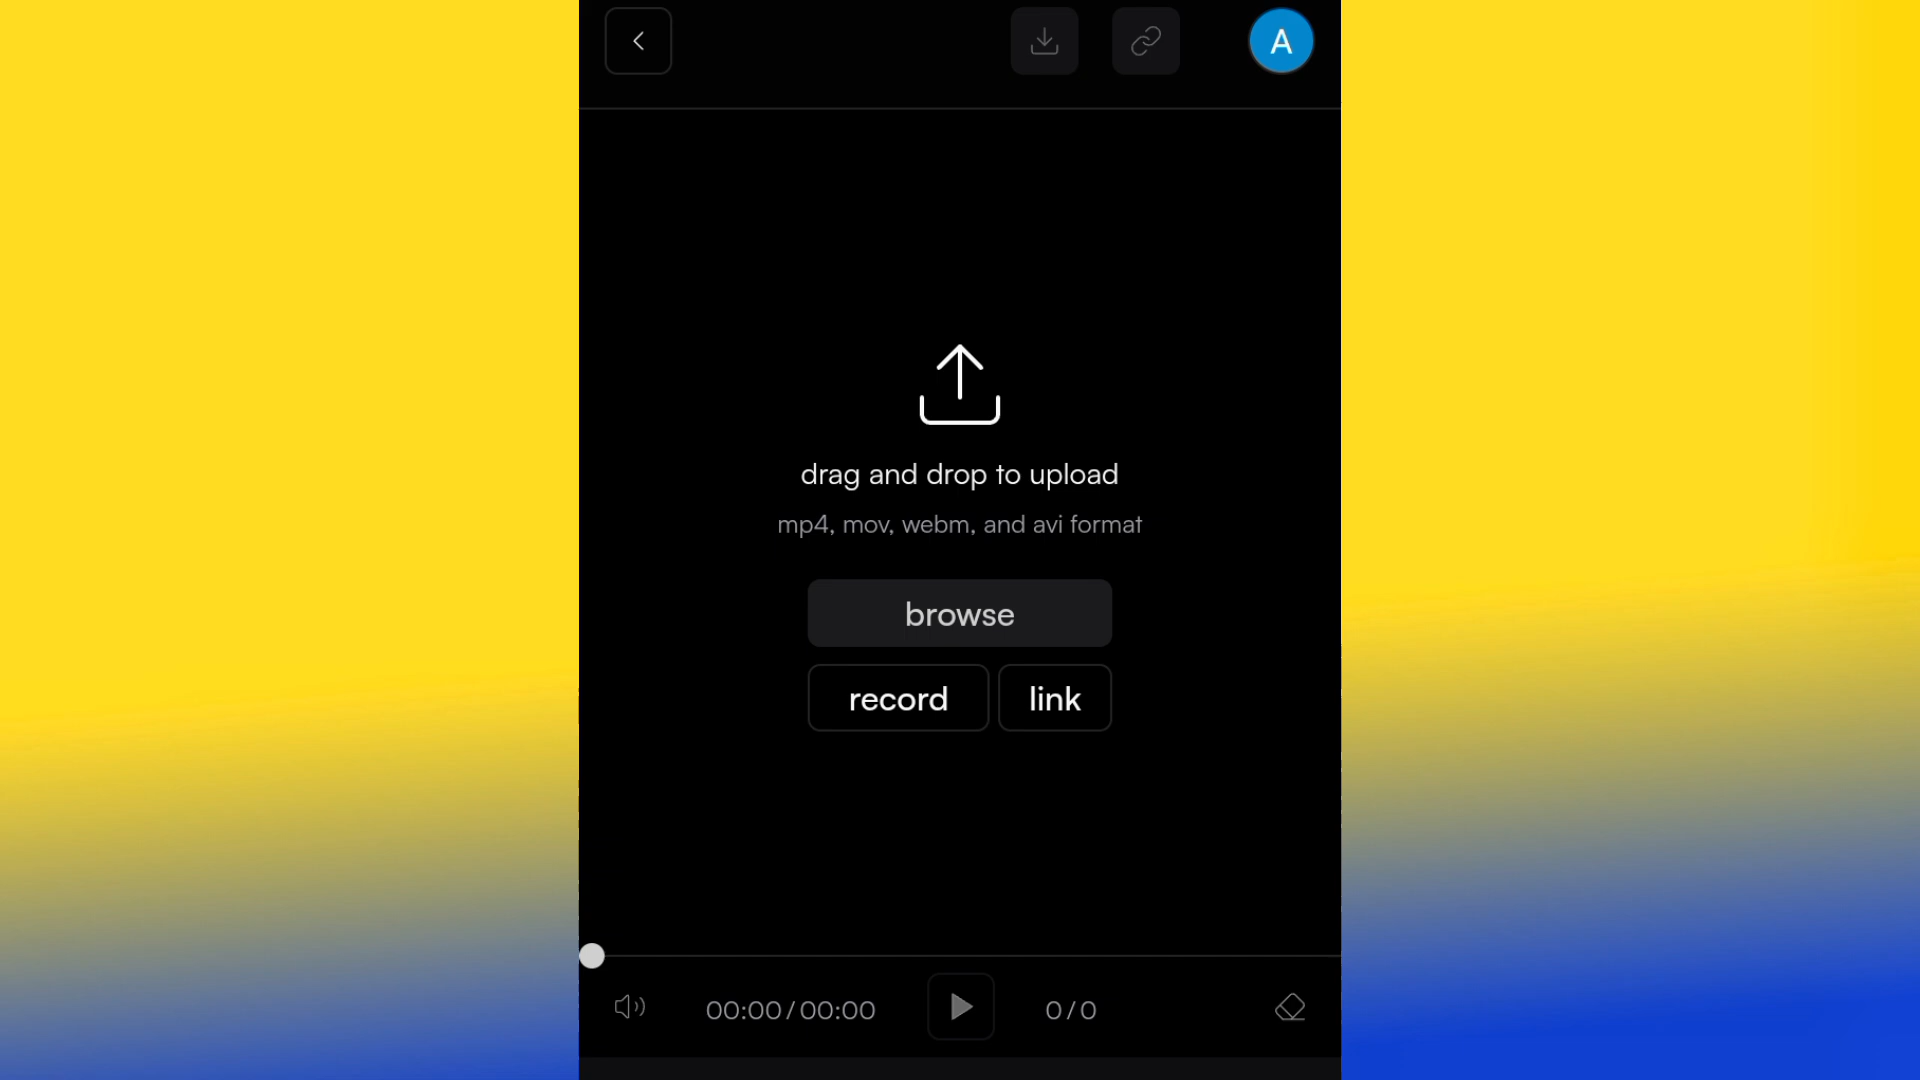 A
drag and drop to upload
mp4, mov, webm, and avi format
browse
record link
00:00/00:00 0/0